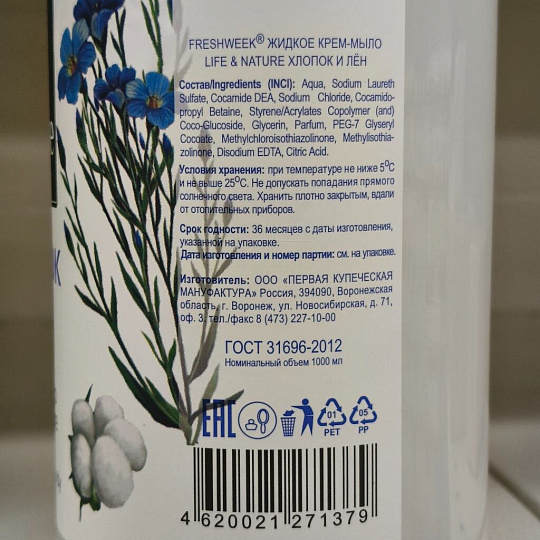 FRESHWEEK® ЖИДКОЕ КРЕМ-МЫЛО
LIFE & NATURE ХЛОПОК И ЛЁН
Состав/Ingredients (INCI): Aqua, Sodium Laureth
Sulfate, Cocamide DEA, Sodium Chloride, Cocamido-
propyl Betaine, Styrene/Acrylates Copolymer (and)
Coco-Glucoside, Glycerin, Parfum, PEG-7 Glyseryl
Cocoate, Methylchloroisothiazolinone, Methylisothia-
zolinone, Disodium EDTA, Citric Acid.
Условия хранения: при температуре не ниже 5⁰С
и не выше 25⁰С. Не допускать попадания прямого
солнечного света. Хранить плотно закрытым, вдали
от отопительных приборов.
Срок годности: 36 месяцев с даты изготовления,
указанной на упаковке.
Дата изготовления и номер партии: см. на упаковке.
Изготовитель: ООО «ПЕРВАЯ КУПЕЧЕСКАЯ
МАНУФАКТУРА» Россия, 394090, Воронежская
область, г. Воронеж, ул. Новосибирская, д. 71,
оф. 3. тел./факс 8 (473) 227-10-00
ГОСТ 31696-2012
Номинальный объем 1000 мл
EAC
01 05
PET PP
4 620021 271379